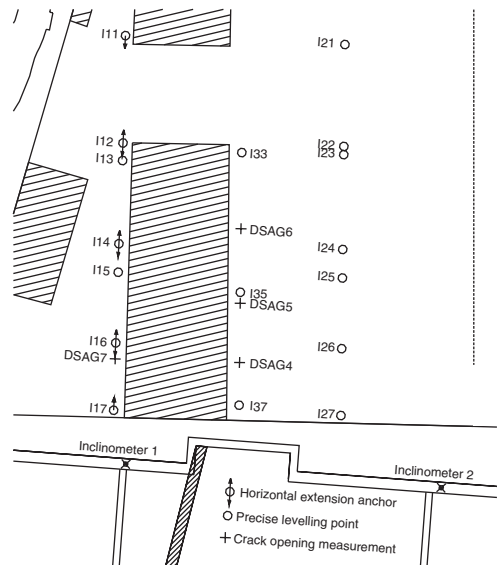 I11
I21
I12
I13
I33
I22
I23
DSAG6
I14
I24
I15
I25
I35
DSAG5
I16
I26
DSAG7
DSAG4
I17
I37
I27
Inclinometer 1
Inclinometer 2
Horizontal extension anchor
Precise levelling point
Crack opening measurement